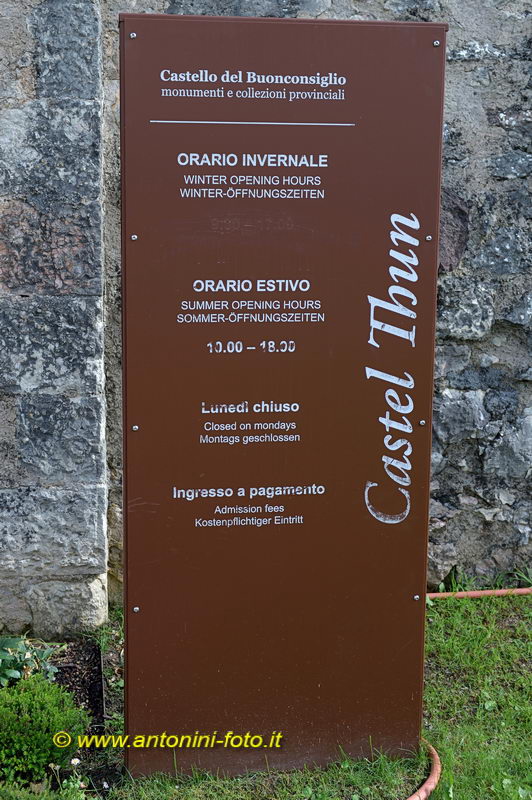 Castello del Buonconsiglio
monumenti e collezioni provinciali
ORARIO INVERNALE
WINTER OPENING HOURS
WINTER-ÖFFNUNGSZEITEN
ORARIO ESTIVO
SUMMER OPENING HOURS
SOMMER-ÖFFNUNGSZEITEN
10.00 – 18.00
Lunedì chiuso
Closed on mondays
Montags geschlossen
Ingresso a pagamento
Admission fees
Kostenpflichtiger Eintritt
Castel Thun
© www.antonini-foto.it